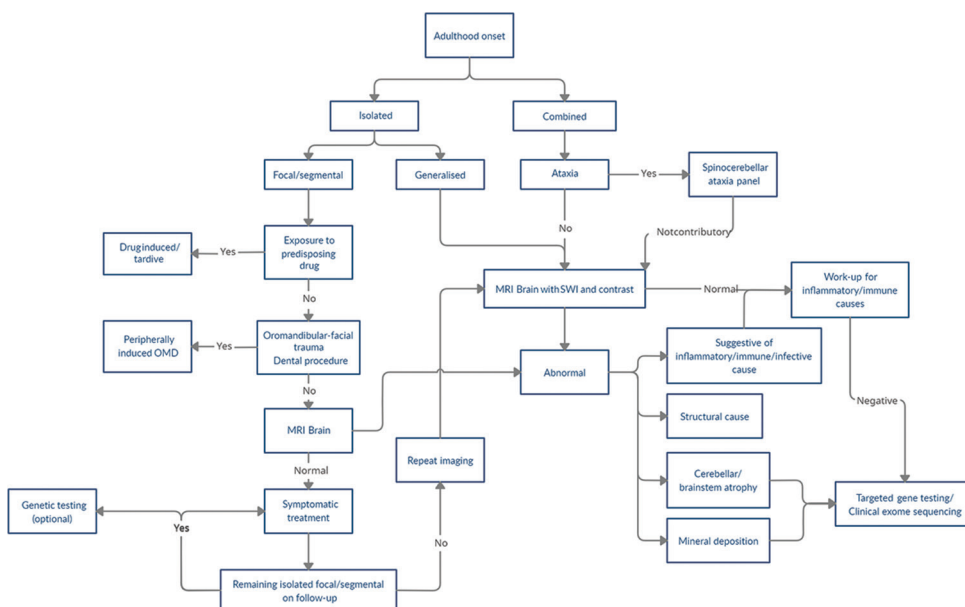 Adulthood onset
Isolated
Combined
Focal/segmental
Generalised
Ataxia
Yes
Spinocerebellar
ataxia panel
No
Notcontributory
Druginduced/
tardive
Yes
Exposure to
predisposing
drug
No
MRI Brain with SWI and contrast
Normal
Work-up for
inflammatory/immune
causes
Peripherally
induced OMD
Yes
Oromandibular-facial
trauma
Dental procedure
No
Abnormal
Suggestive of
inflammatory/immune/infective
cause
Negative
MRI Brain
Structural cause
Normal
Repeat imaging
Cerebellar/
brainstem atrophy
Genetic testing
(optional)
Yes
Symptomatic
treatment
No
Mineral deposition
Targeted gene testing/
Clinical exome sequencing
Remaining isolated focal/segmental
on follow-up